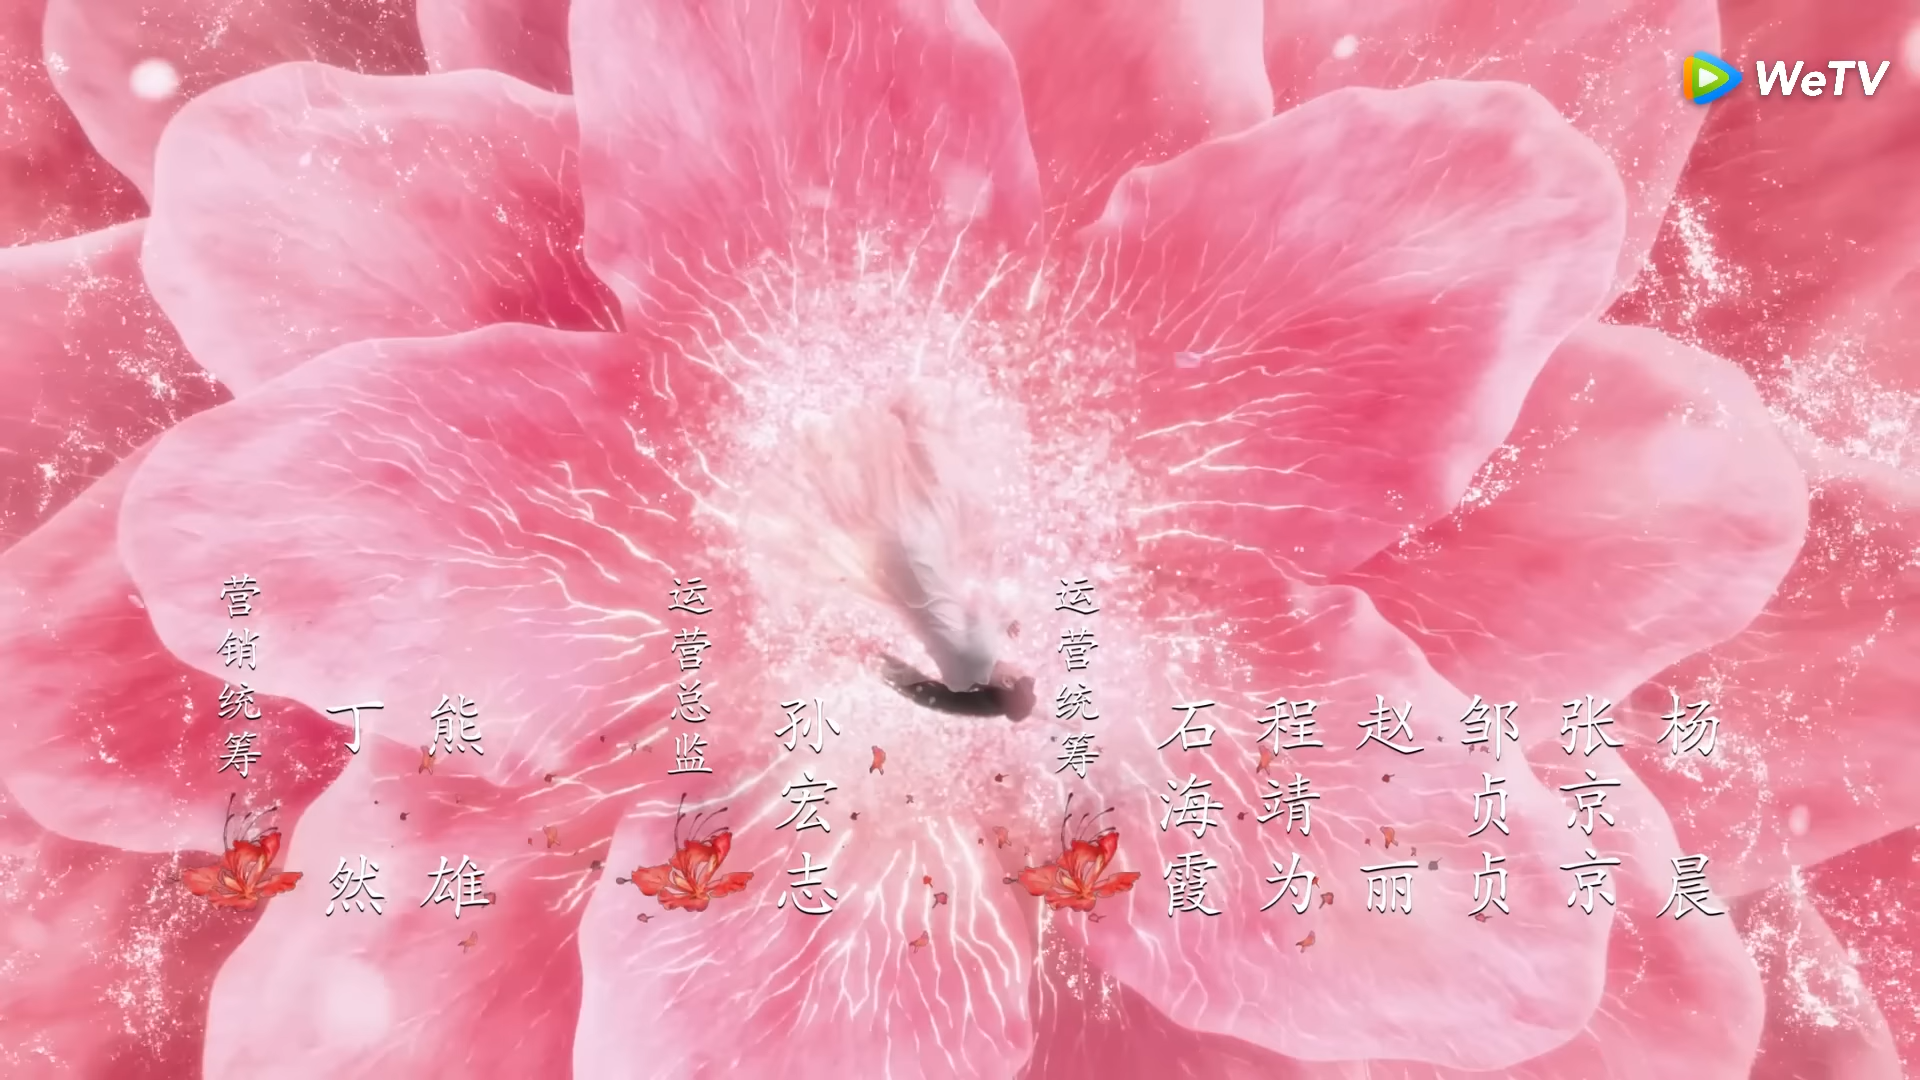 WeTV
营销统筹
丁然
熊雄
运营总监
孙宏志
运营统筹
石海霞
程靖为
赵丽
邹贞贞
张京京
杨晨